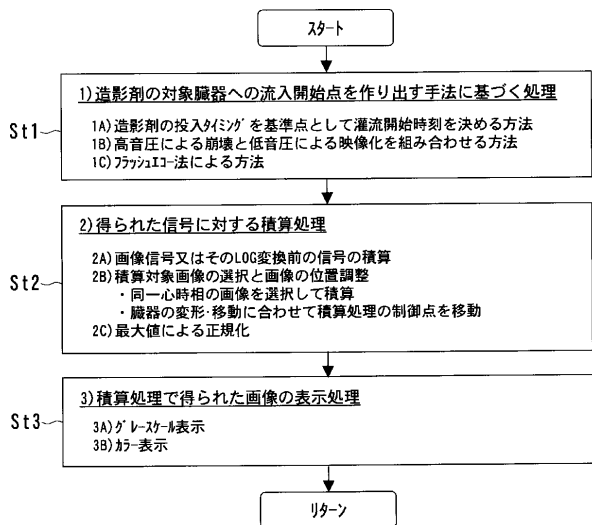 スタート
1)造影剤の対象臓器への流入開始点を作り出す手法に基づく処理
St1
1A)造影剤の投入タイミングを基準点として灌流開始時刻を決める方法
1B)高音圧による崩壊と低音圧による映像化を組み合わせる方法
1C)フラッシュエコー法による方法
2)得られた信号に対する積算処理
2A)画像信号又はそのLOG変換前の信号の積算
St2
2B)積算対象画像の選択と画像の位置調整
・同一心時相の画像を選択して積算
・臓器の変形・移動に合わせて積算処理の制御点を移動
2C)最大値による正規化
3)積算処理で得られた画像の表示処理
St3
3A)グレースケール表示
3B)カラー表示
リターン